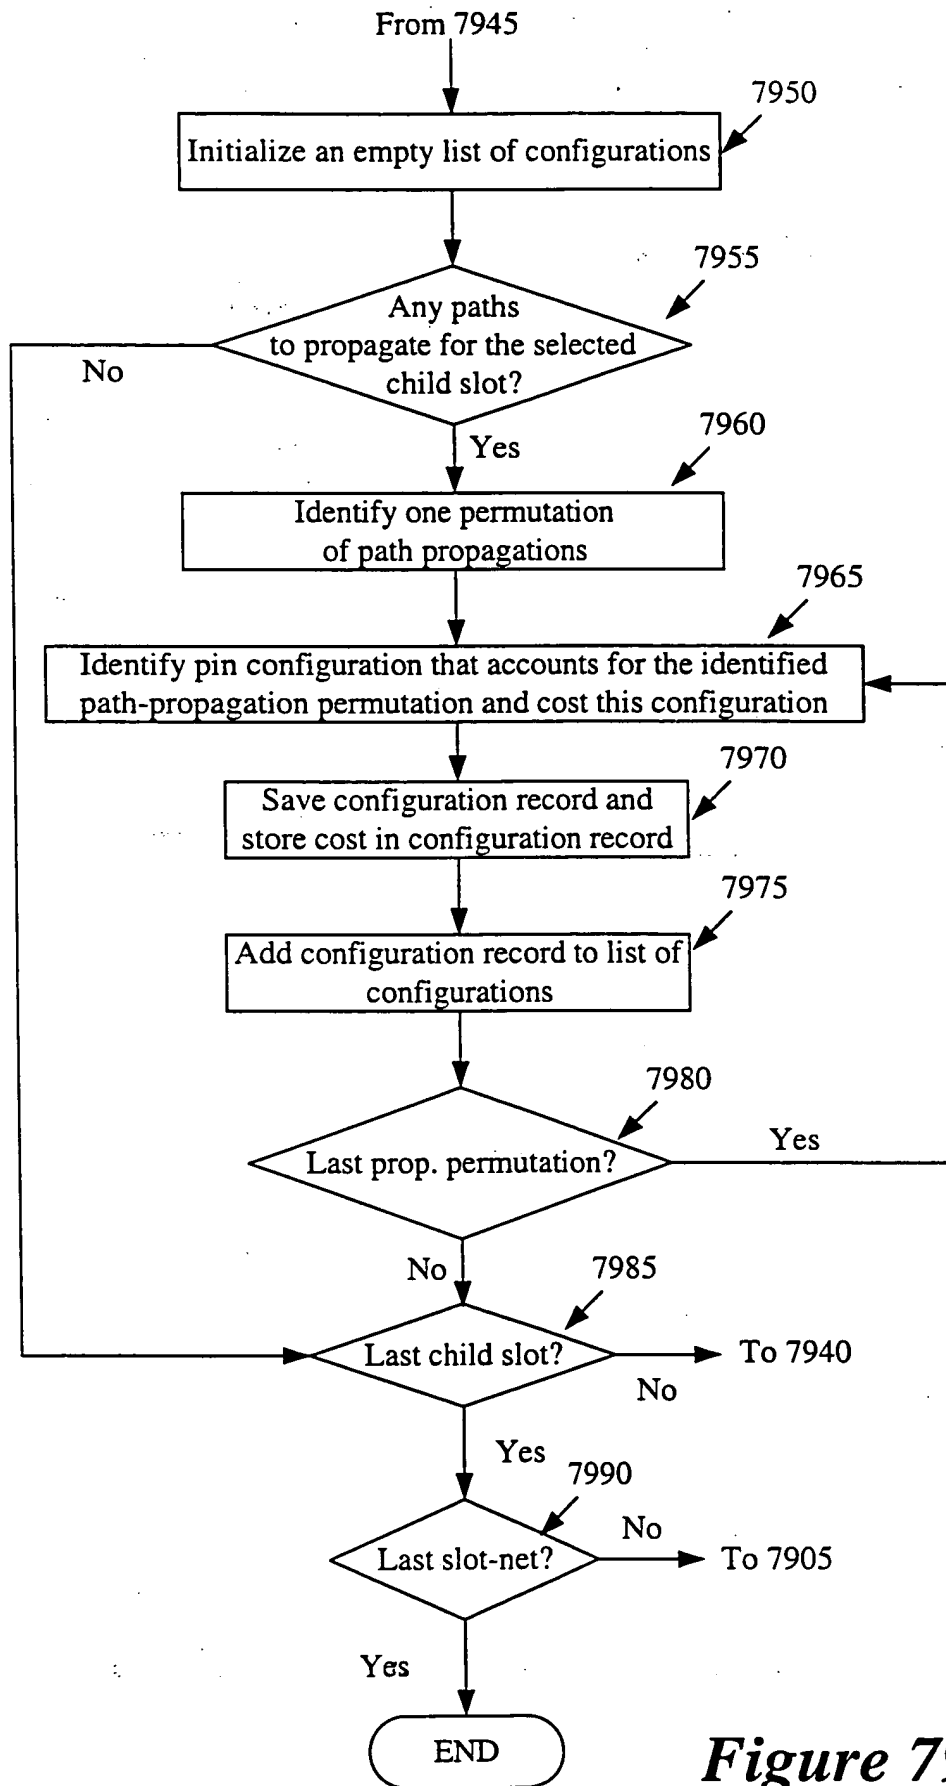 From 7945
7950
Initialize an empty list of configurations
7955
Any paths
to propagate for the selected
child slot?
No
Yes
7960
Identify one permutation
of path propagations
7965
Identify pin configuration that accounts for the identified
path-propagation permutation and cost this configuration
7970
Save configuration record and
store cost in configuration record
7975
Add configuration record to list of
configurations
7980
Last prop. permutation?
Yes
No
7985
Last child slot?
To 7940
No
Yes
7990
Last slot-net?
No
To 7905
Yes
END
Figure